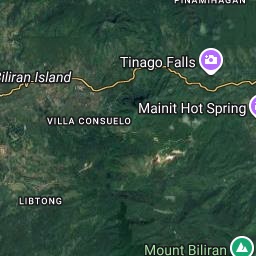 PINAMIHAGAN
Tinago Falls
Biliran Island
Mainit Hot Spring
VILLA CONSUELO
LIBTONG
Mount Biliran